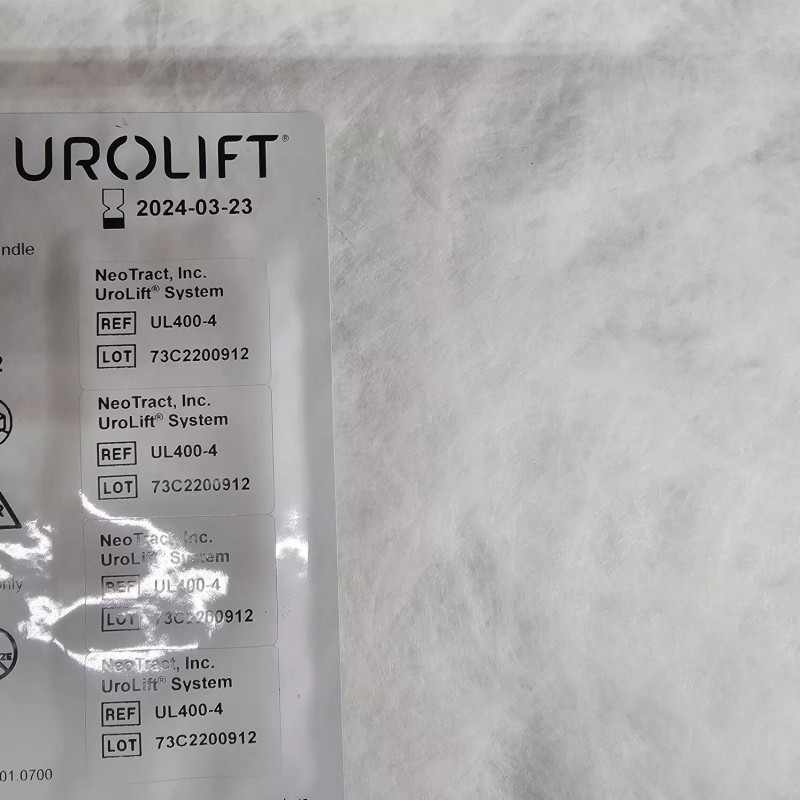 UROLIFT®
2024-03-23
ndle
NeoTract, Inc.
UroLift® System
REF UL400-4
LOT 73C2200912
NeoTract, Inc.
UroLift® System
REF UL400-4
LOT 73C2200912
NeoTract, Inc.
UroLift® System
REF UL400-4
LOT 73C2200912
only
NeoTract, Inc.
UroLift® System
REF UL400-4
LOT 73C2200912
01.0700